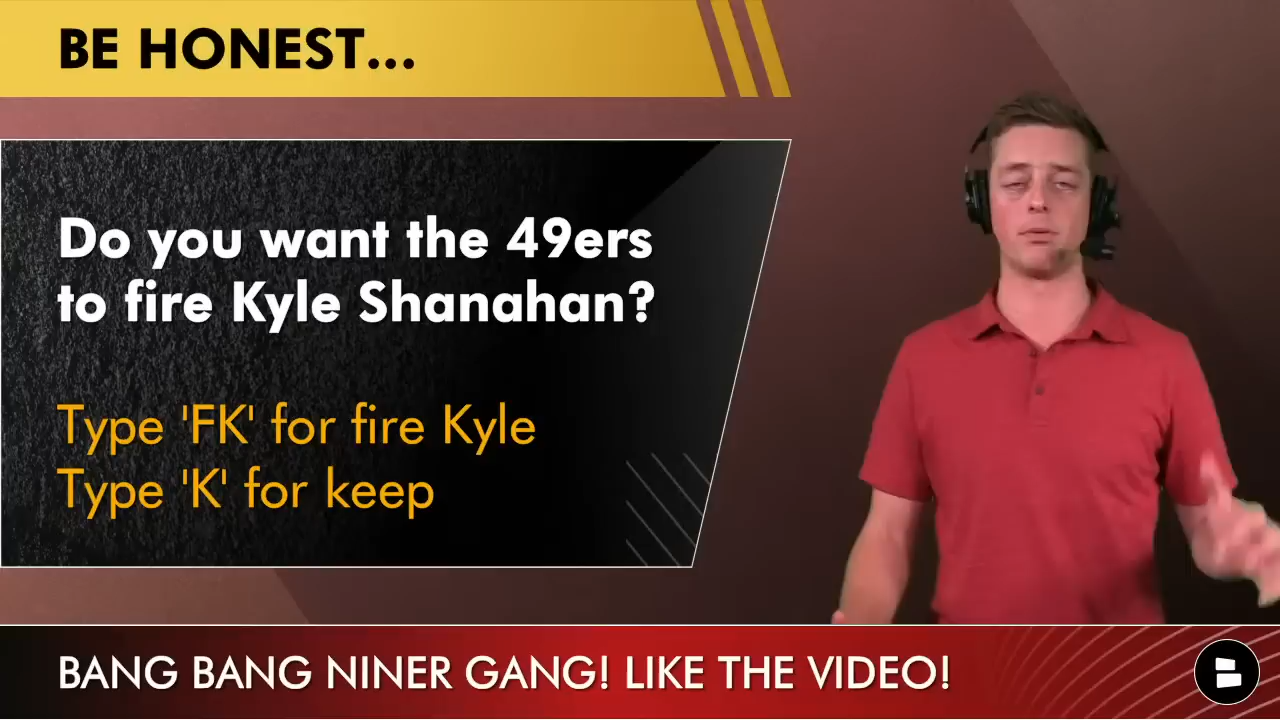 BE HONEST...
Do you want the 49ers
to fire Kyle Shanahan?
Type 'FK' for fire Kyle
Type 'K' for keep
BANG BANG NINER GANG! LIKE THE VIDEO!